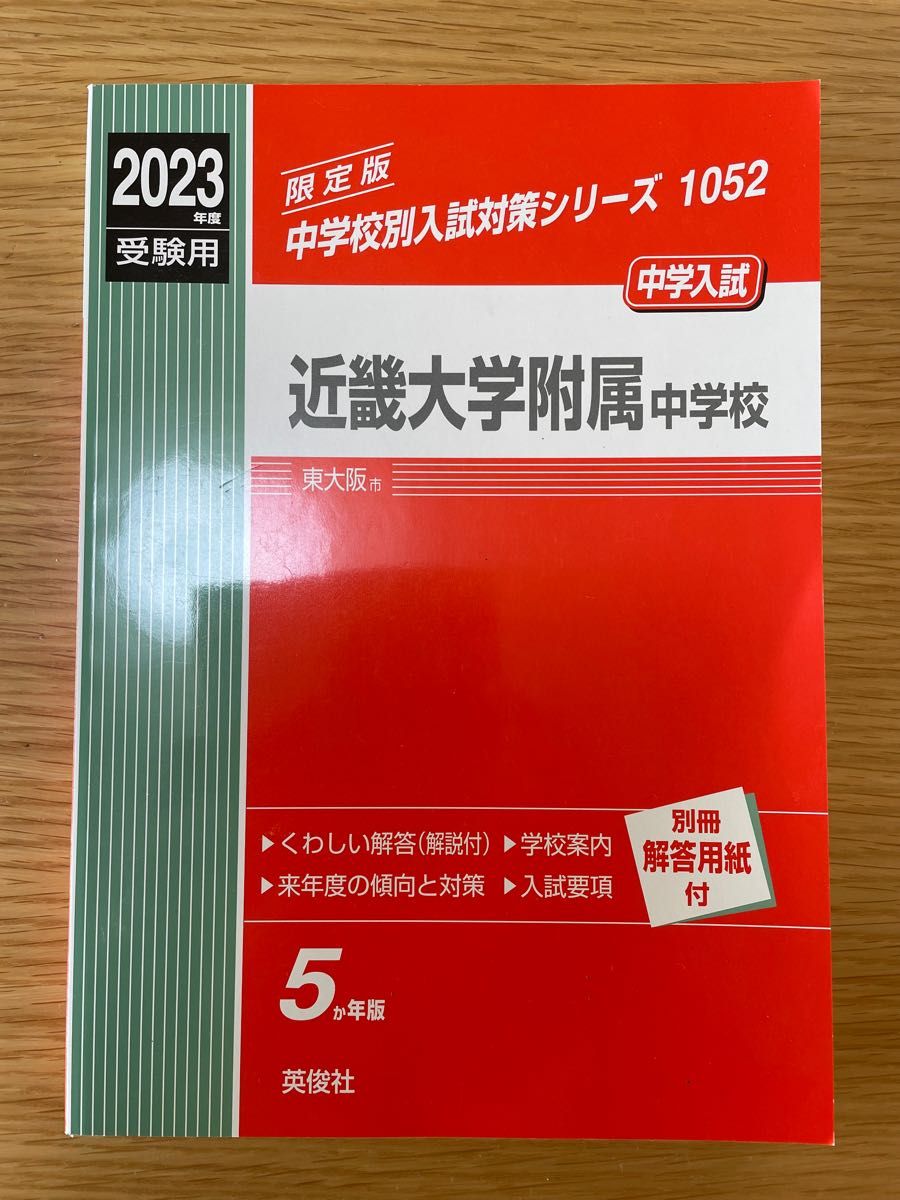 2023
年度
受験用
限定版
中学校別入試対策シリーズ 1052
中学入試
近畿大学附属中学校
東大阪市
▶くわしい解答(解説付) ▶学校案内
▶来年度の傾向と対策 ▶入試要項
別冊
解答用紙
付
5か年版
英俊社